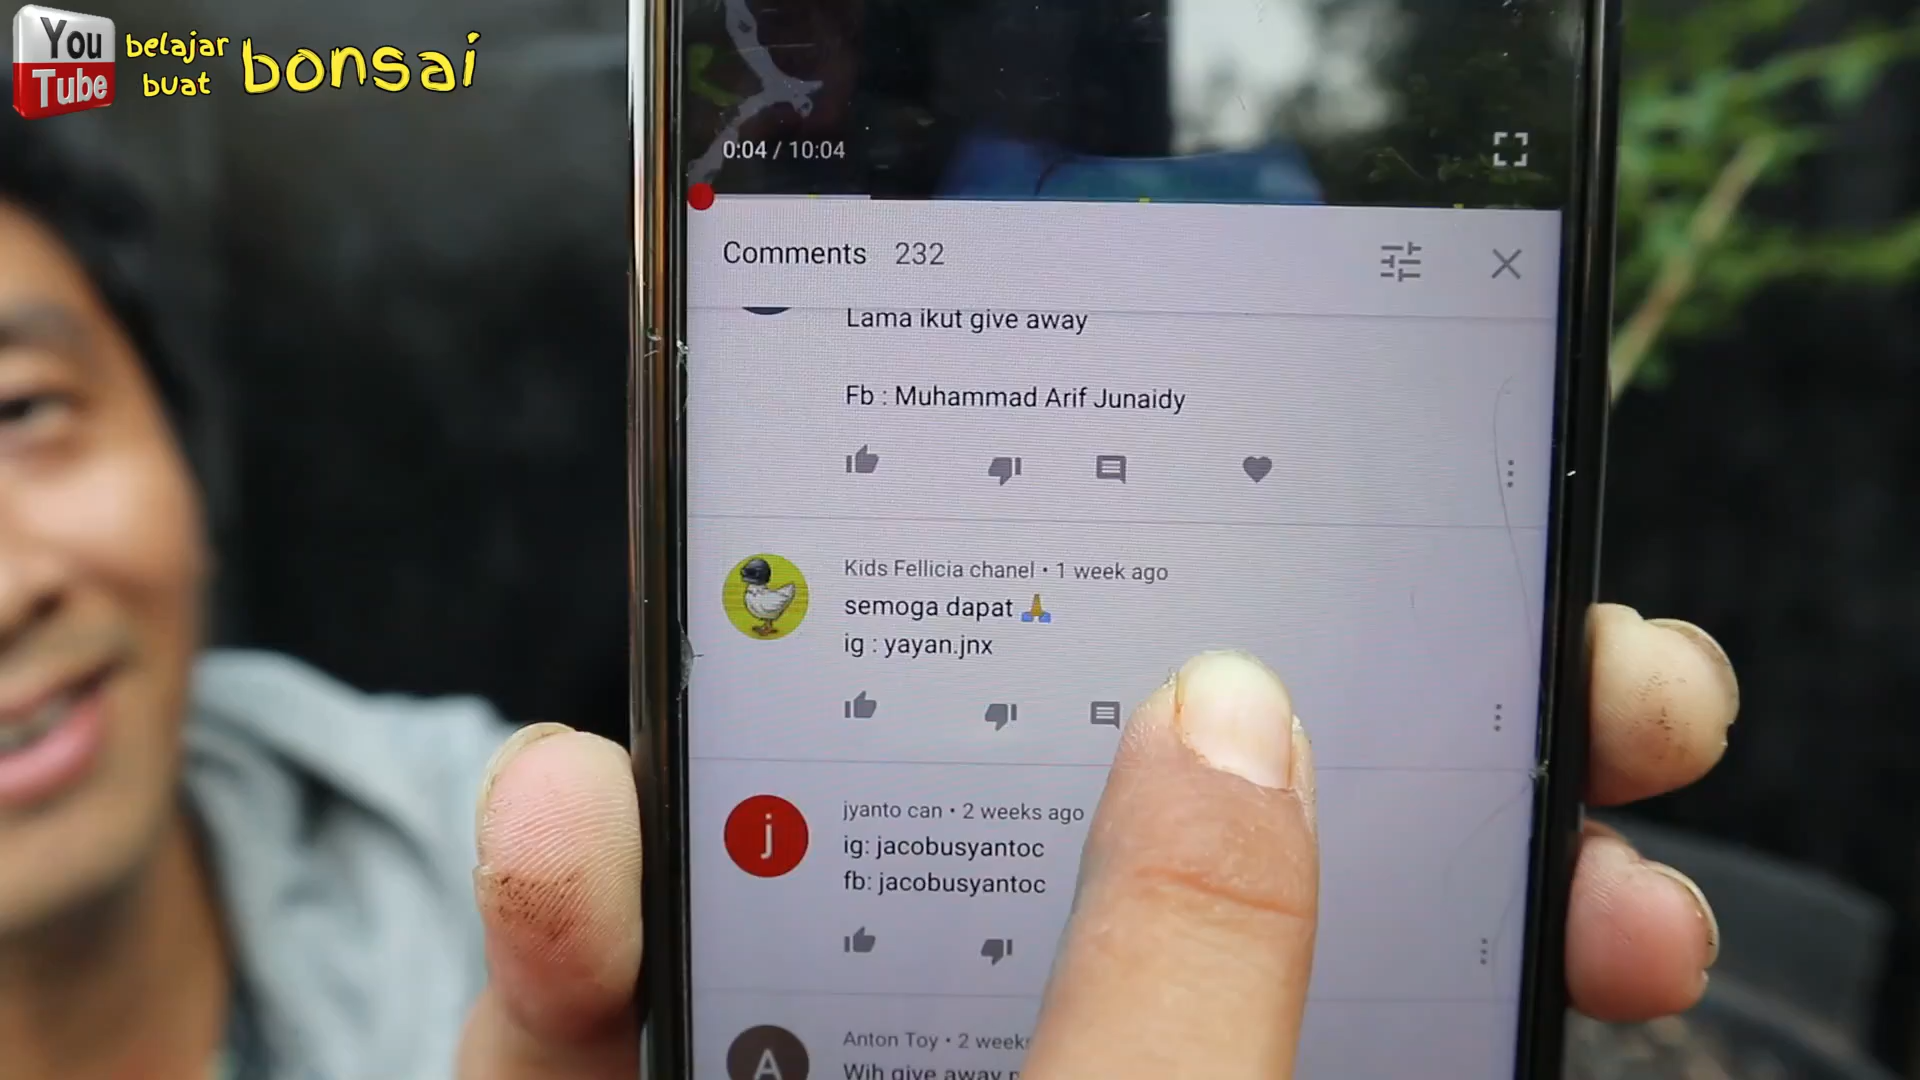 You
Tube
belajar
buat
bonsai
0:04 / 10:04
Comments 232
Lama ikut give away
Fb : Muhammad Arif Junaidy
Kids Fellicia chanel • 1 week ago
semoga dapat 🙏
ig : yayan.jnx
j
jyanto can • 2 weeks ago
ig: jacobusyantoc
fb: jacobusyantoc
A
Anton Toy • 2 weeks
Wih give away